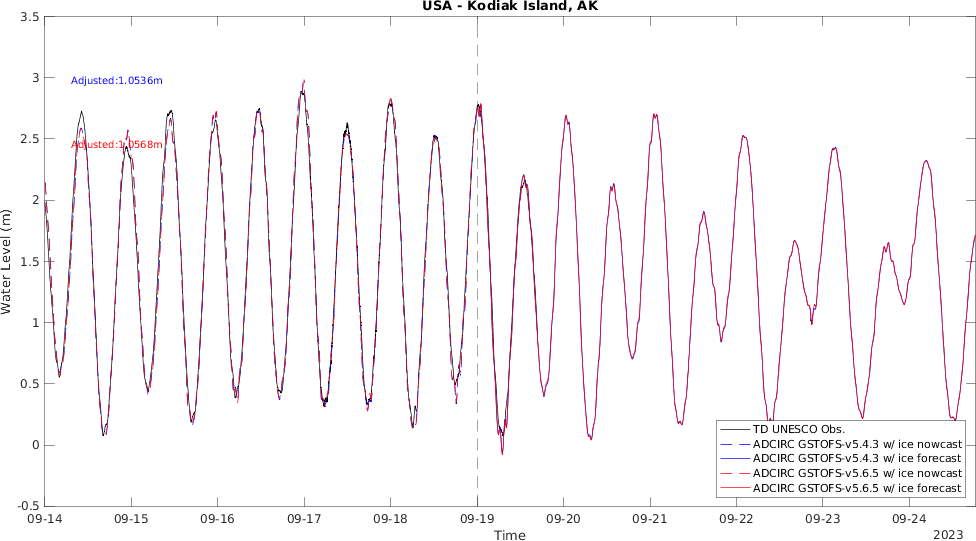 USA - Kodiak Island, AK
3.5
3
2.5
2
1.5
1
0.5
0
-0.5
Water Level (m)
Adjusted:1.0536m
Adjusted:1.0568m
TD UNESCO Obs.
ADCIRC GSTOFS-v5.4.3 w/ ice nowcast
ADCIRC GSTOFS-v5.4.3 w/ ice forecast
ADCIRC GSTOFS-v5.6.5 w/ ice nowcast
ADCIRC GSTOFS-v5.6.5 w/ ice forecast
09-14 09-15 09-16 09-17 09-18 09-19 09-20 09-21 09-22 09-23 09-24
Time
2023